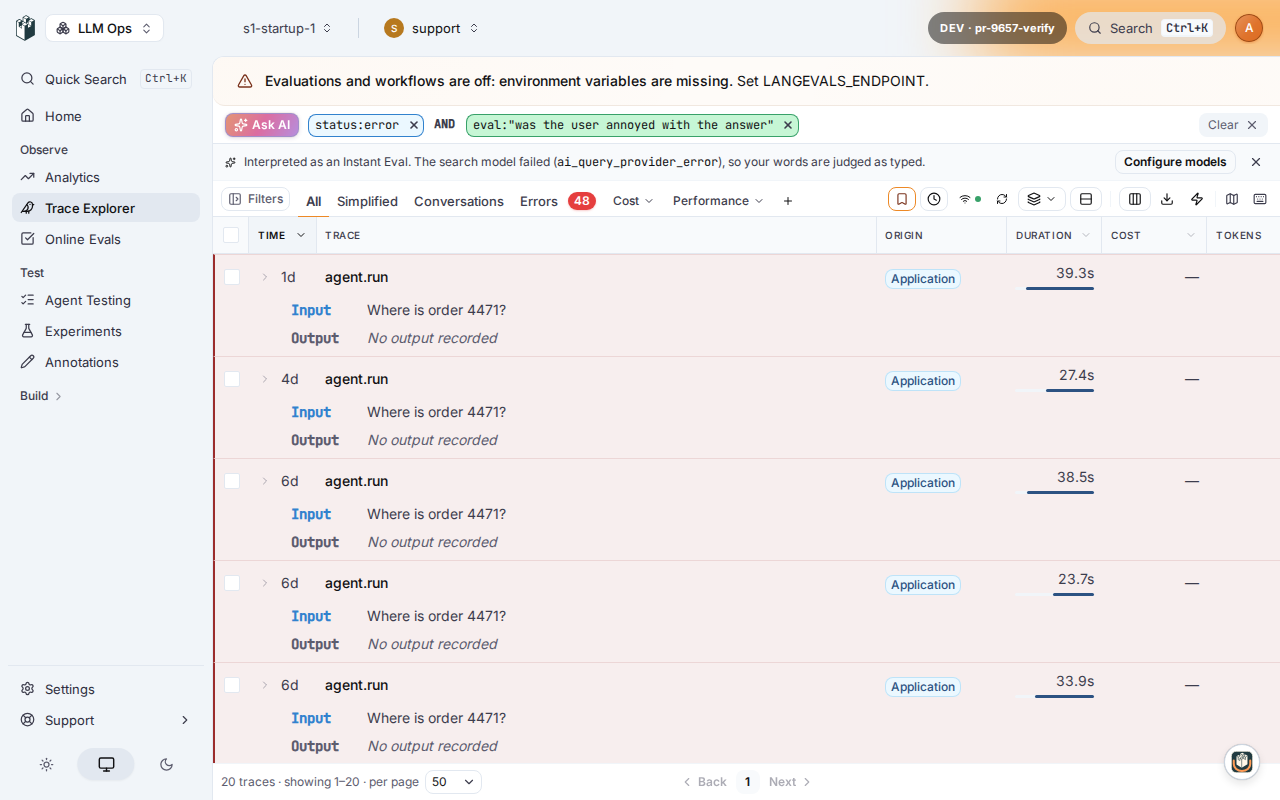 LLM Ops
s1-startup-1
S support
DEV · pr-9657-verify
Search Ctrl+K
A
Quick Search Ctrl+K
Home
Observe
Analytics
Trace Explorer
Online Evals
Test
Agent Testing
Experiments
Annotations
Build
Settings
Support
Evaluations and workflows are off: environment variables are missing. Set LANGEVALS_ENDPOINT.
Ask AI status:error AND eval:"was the user annoyed with the answer" Clear
Interpreted as an Instant Eval. The search model failed (ai_query_provider_error), so your words are judged as typed. Configure models
Filters All Simplified Conversations Errors 48 Cost Performance +
TIME TRACE ORIGIN DURATION COST TOKENS
1d agent.run Application 39.3s —
Input Where is order 4471?
Output No output recorded
4d agent.run Application 27.4s —
Input Where is order 4471?
Output No output recorded
6d agent.run Application 38.5s —
Input Where is order 4471?
Output No output recorded
6d agent.run Application 23.7s —
Input Where is order 4471?
Output No output recorded
6d agent.run Application 33.9s —
Input Where is order 4471?
Output No output recorded
20 traces · showing 1–20 · per page 50 Back 1 Next